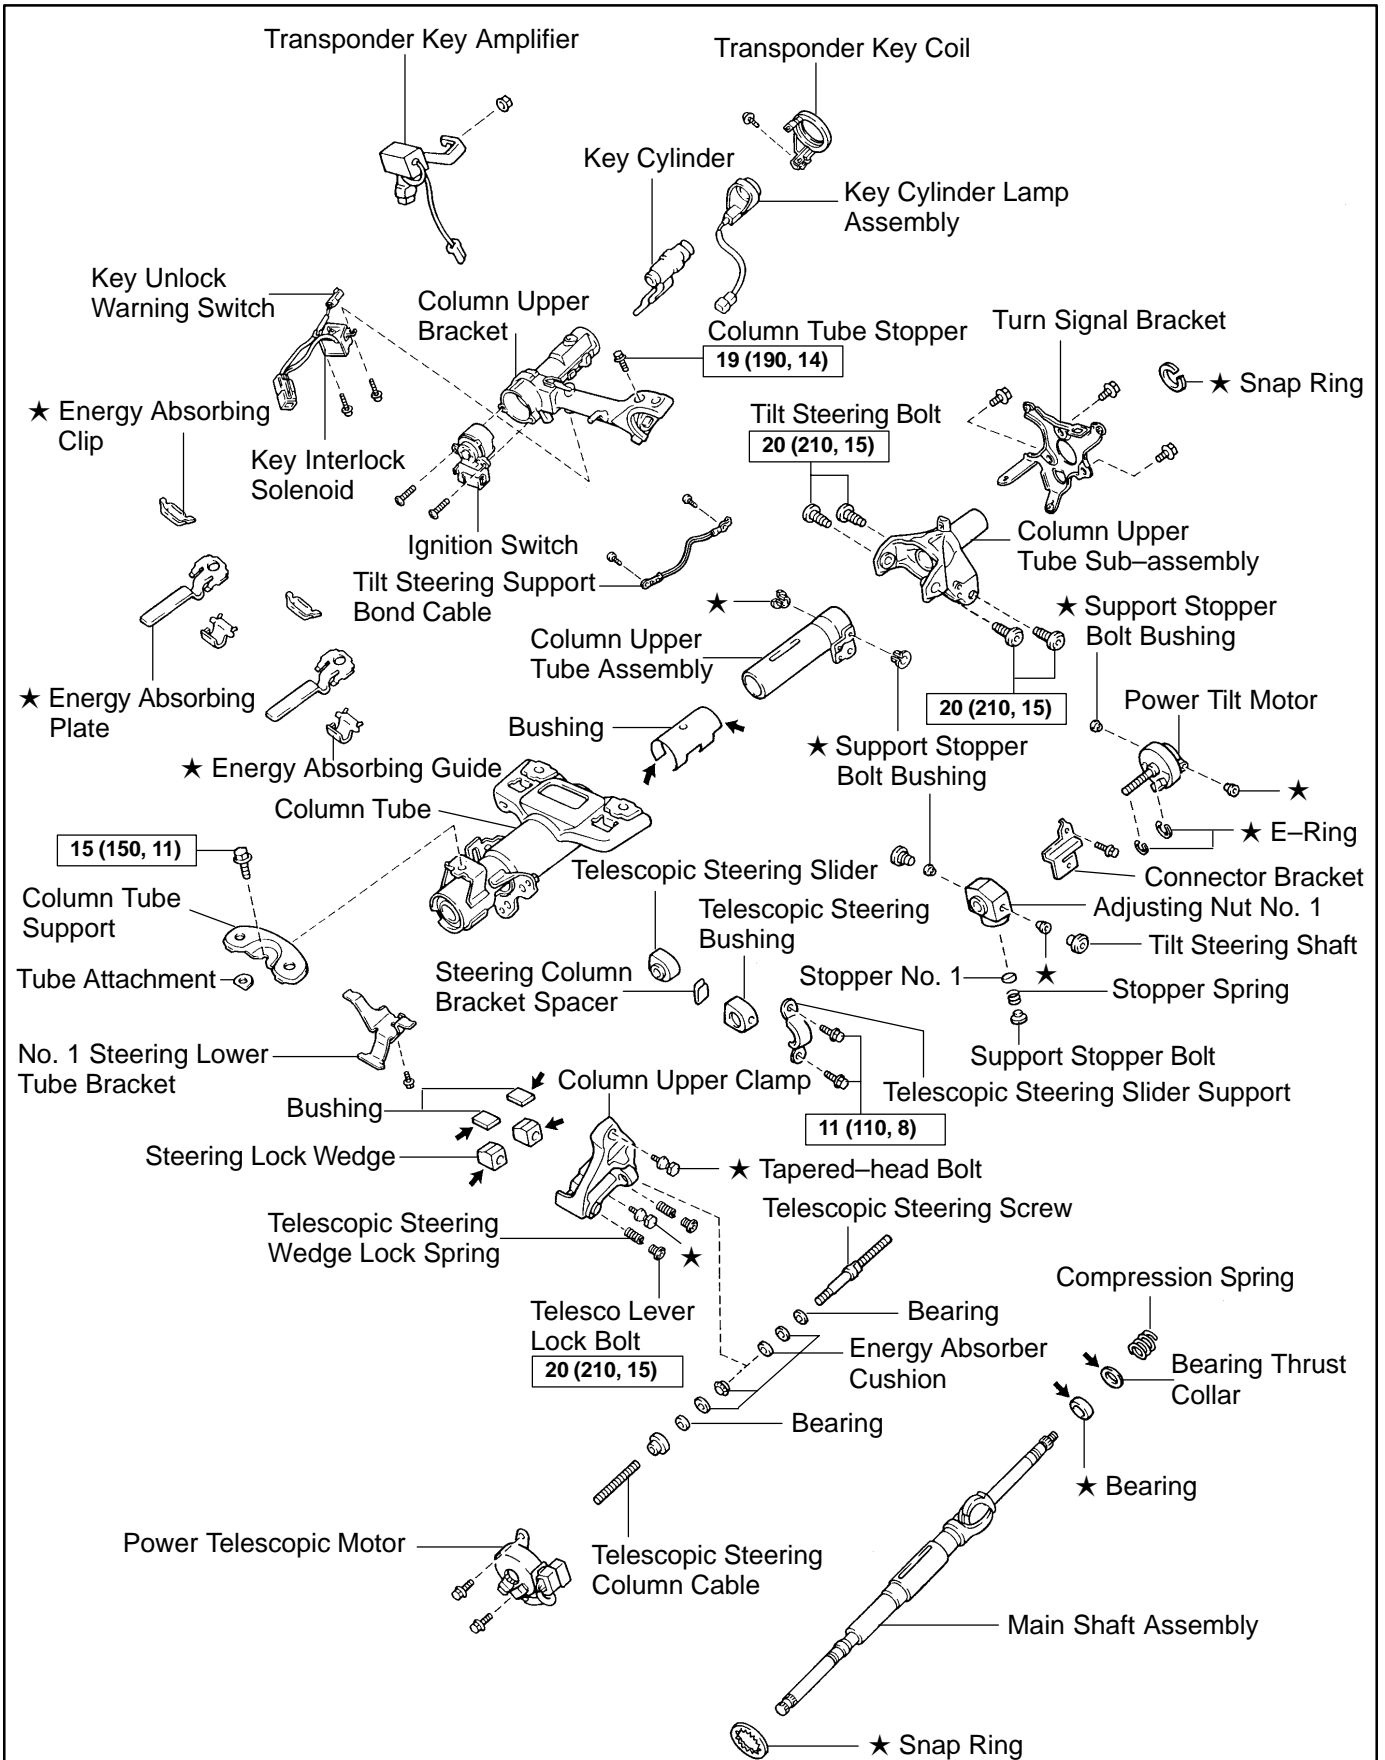 Transponder Key Amplifier
Transponder Key Coil
Key Cylinder
Key Cylinder Lamp
Assembly
Key Unlock
Warning Switch
Column Upper
Bracket
Column Tube Stopper
19 (190, 14)
Turn Signal Bracket
★ Snap Ring
★ Energy Absorbing
Clip
Key Interlock
Solenoid
Tilt Steering Bolt
20 (210, 15)
Ignition Switch
Tilt Steering Support
Bond Cable
Column Upper
Tube Sub–assembly
★
★ Support Stopper
Bolt Bushing
Column Upper
Tube Assembly
★ Energy Absorbing
Plate
20 (210, 15)
Power Tilt Motor
Bushing
★ Support Stopper
Bolt Bushing
★ Energy Absorbing Guide
★
Column Tube
★ E–Ring
15 (150, 11)
Telescopic Steering Slider
Connector Bracket
Column Tube
Support
Telescopic Steering
Bushing
Adjusting Nut No. 1
Tilt Steering Shaft
Steering Column
Bracket Spacer
Tube Attachment
Stopper No. 1
★
Stopper Spring
No. 1 Steering Lower
Tube Bracket
Support Stopper Bolt
Column Upper Clamp
Telescopic Steering Slider Support
Bushing
11 (110, 8)
Steering Lock Wedge
★ Tapered–head Bolt
Telescopic Steering
Wedge Lock Spring
Telescopic Steering Screw
★
Compression Spring
Telesco Lever
Lock Bolt
20 (210, 15)
Bearing
Energy Absorber
Cushion
Bearing Thrust
Collar
Bearing
★ Bearing
Power Telescopic Motor
Telescopic Steering
Column Cable
Main Shaft Assembly
★ Snap Ring